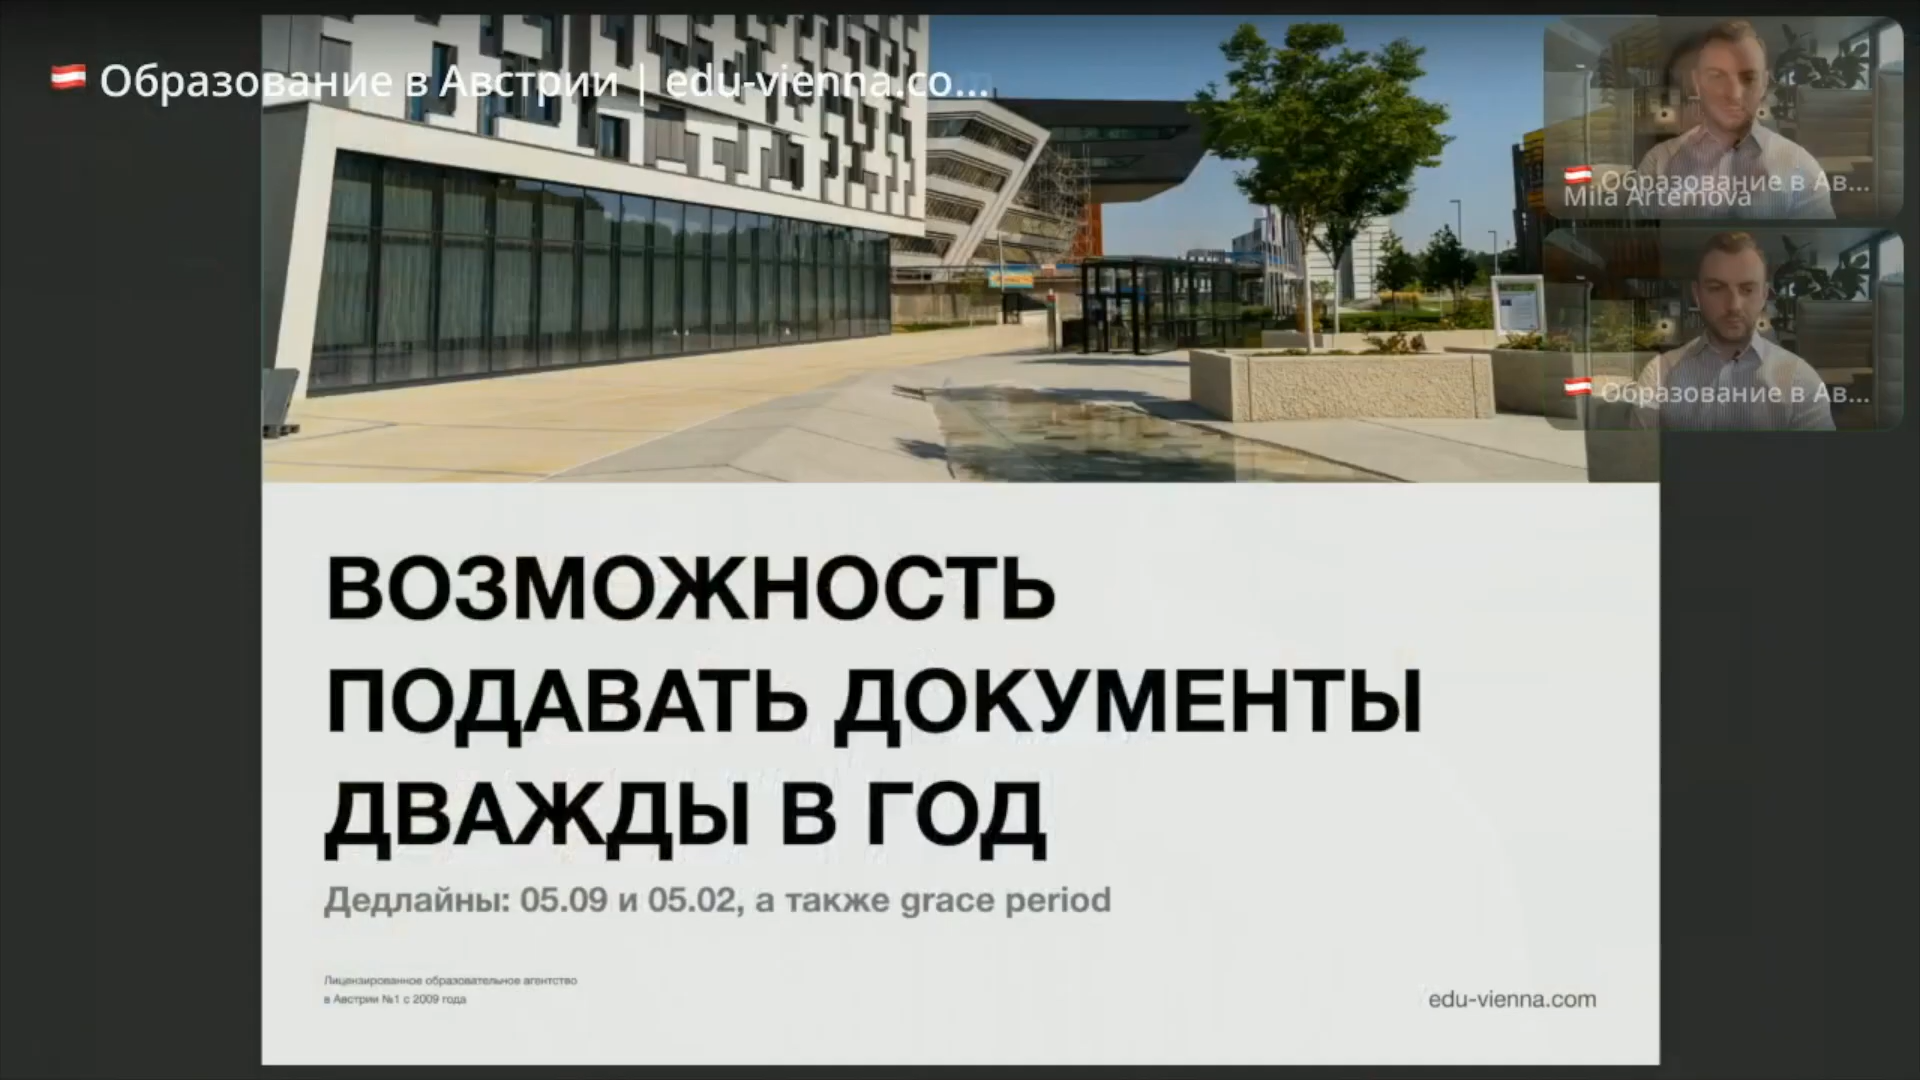 Образование в Австрии | edu-vienna.co...
Образование в Ав...
Mila Artemova
Образование в Ав...
ВОЗМОЖНОСТЬ
ПОДАВАТЬ ДОКУМЕНТЫ
ДВАЖДЫ В ГОД
Дедлайны: 05.09 и 05.02, а также grace period
Лицензированное образовательное агентство
в Австрии №1 с 2009 года
edu-vienna.com